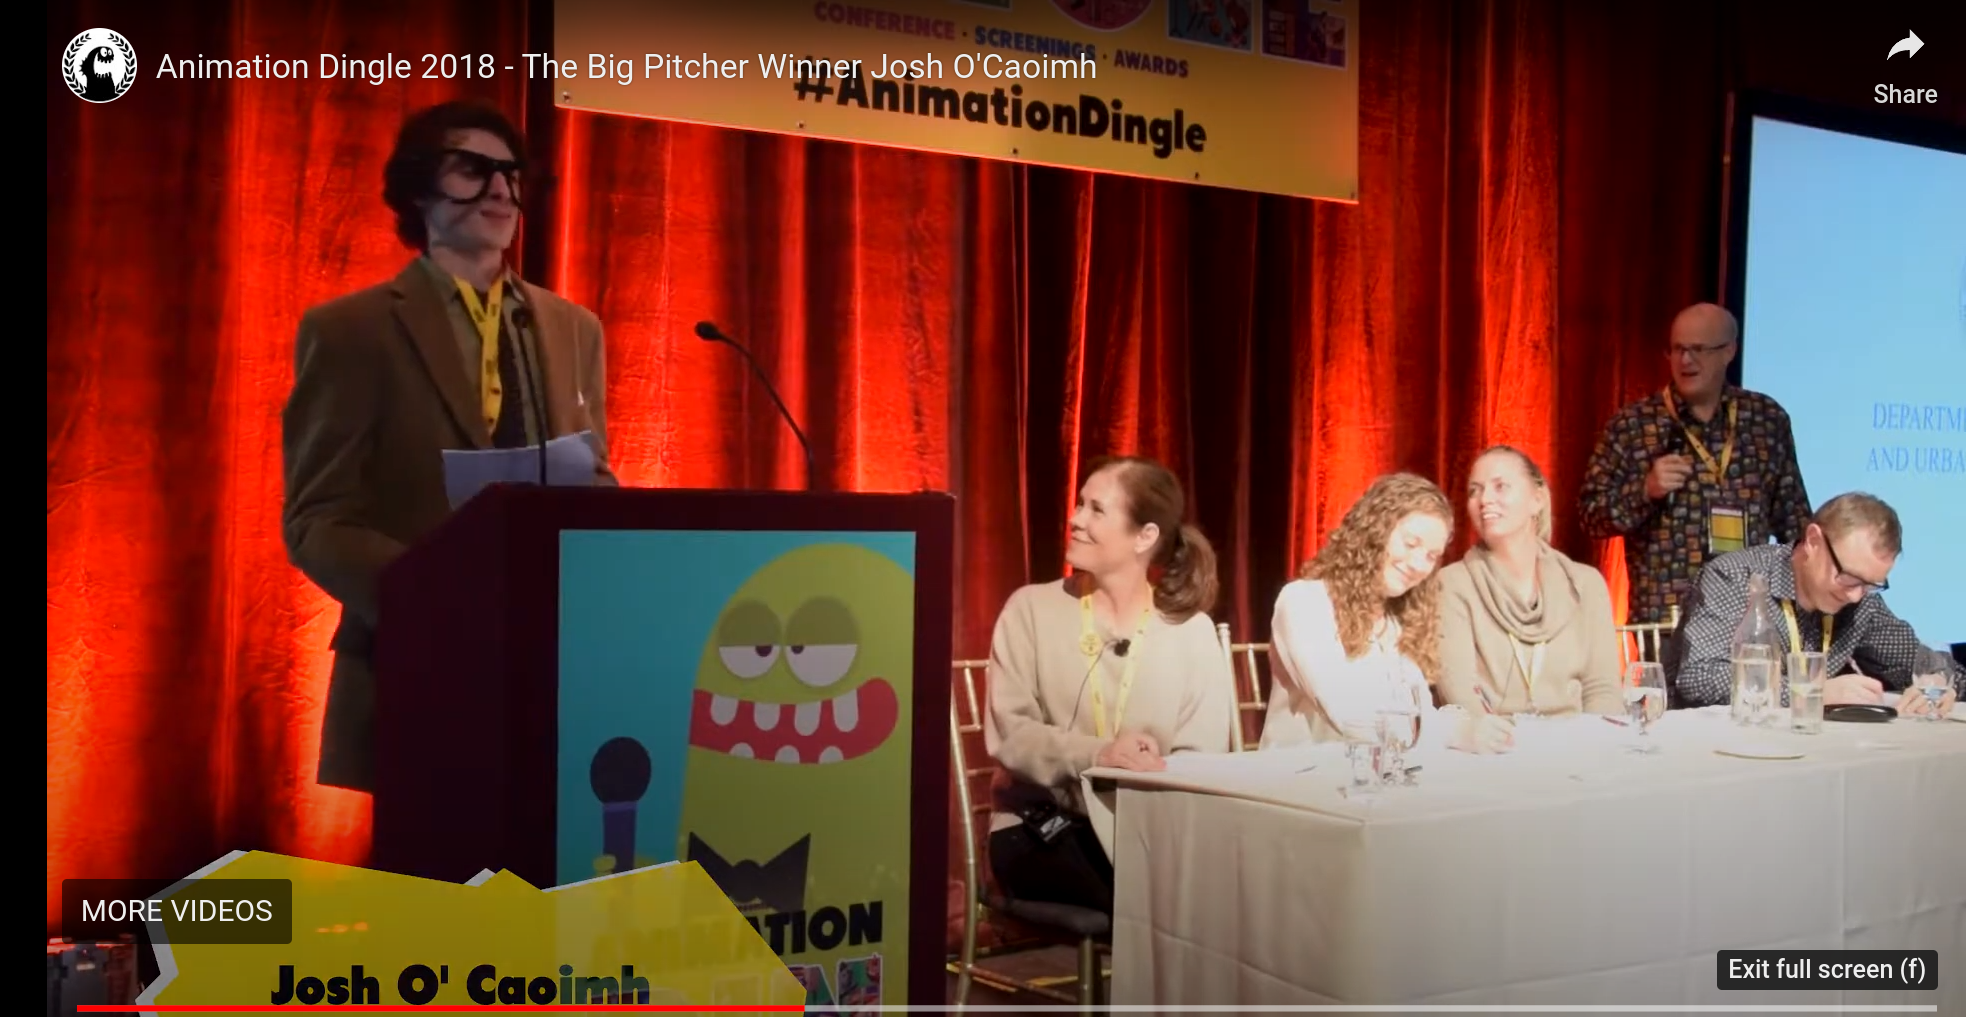 CONFERENCE · SCREENINGS · AWARDS
Animation Dingle 2018 - The Big Pitcher Winner Josh O'Caoimh
#AnimationDingle
Share
DEPARTM
AND URBA
MORE VIDEOS
ANIMATION
Josh O' Caoimh
Exit full screen (f)